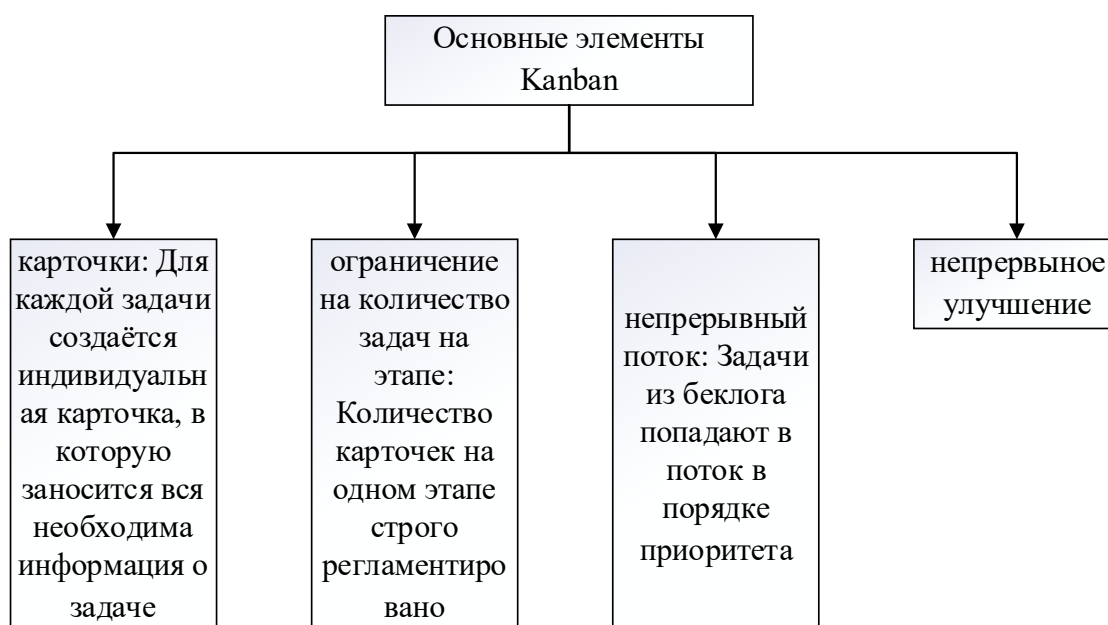 Основные элементы
Kanban
карточки: Для
каждой задачи
создаётся
индивидуальн
ая карточка, в
которую
заносится вся
необходима
информация о
задаче
ограничение
на количество
задач на
этапе:
Количество
карточек на
одном этапе
строго
регламентиро
вано
непрерывный
поток: Задачи
из беклога
попадают в
поток в
порядке
приоритета
непрервыное
улучшение